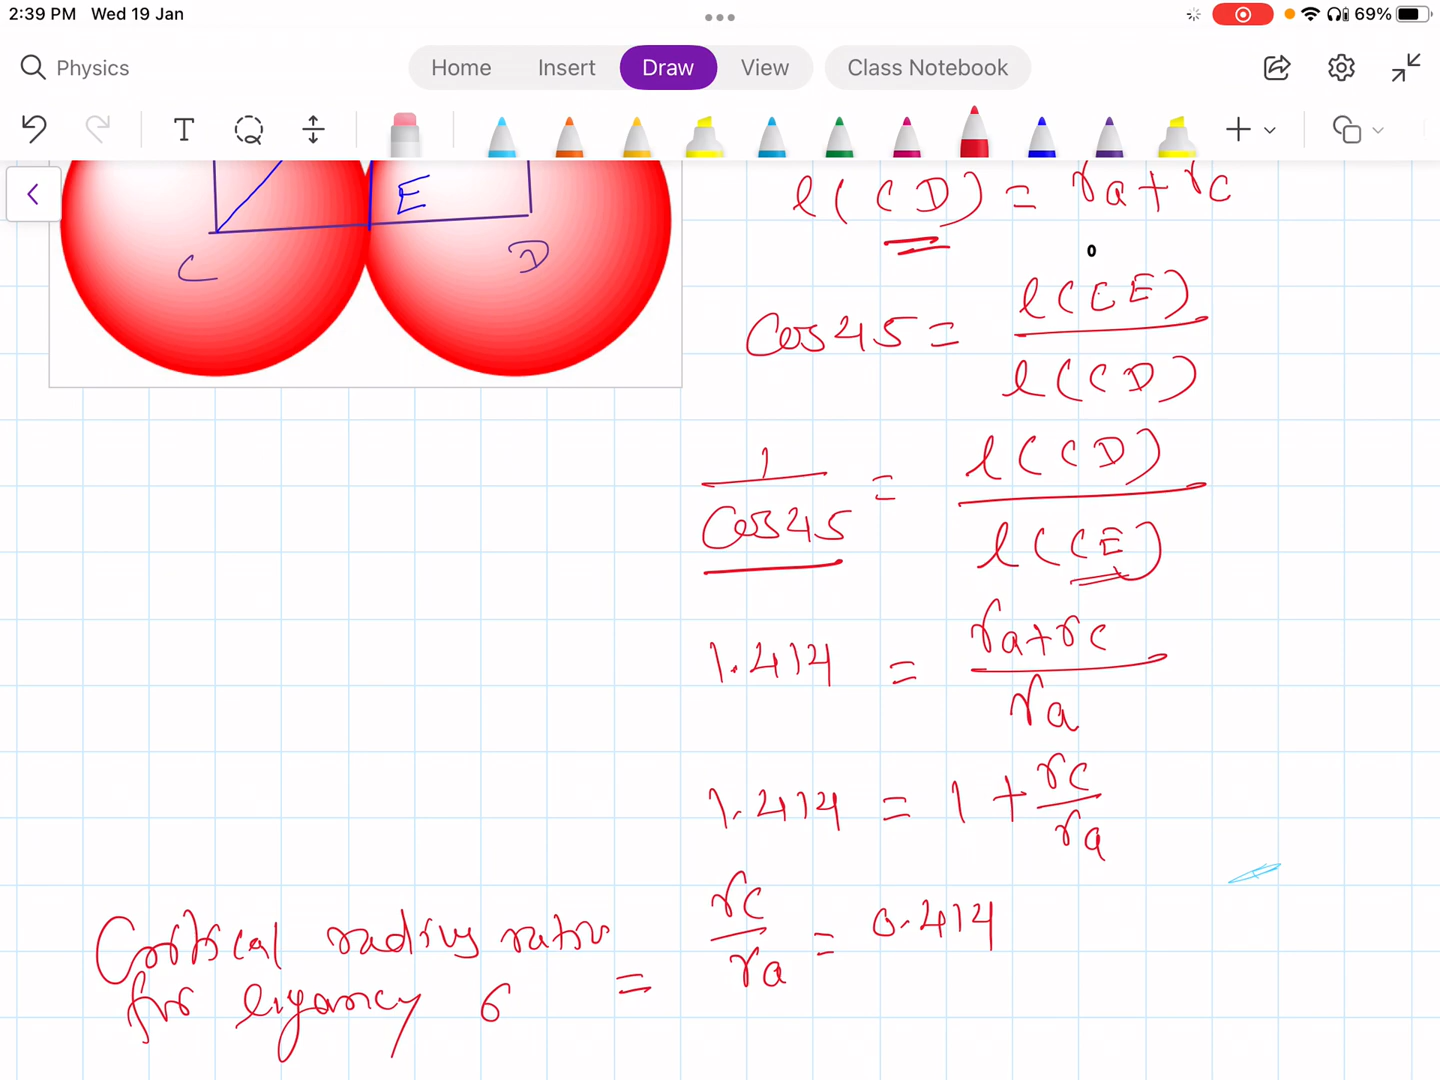 2:39 PM Wed 19 Jan
69%
Physics
Home Insert Draw View Class Notebook
T
E
C
D
l(CD) = ra + rc
Cos45 = l(CE) / l(CD)
1 / Cos45 = l(CD) / l(CE)
1.414 = ra+rc / ra
1.414 = 1 + rc / ra
Critical radius ratio
for ligancy 6 = rc / ra = 0.414